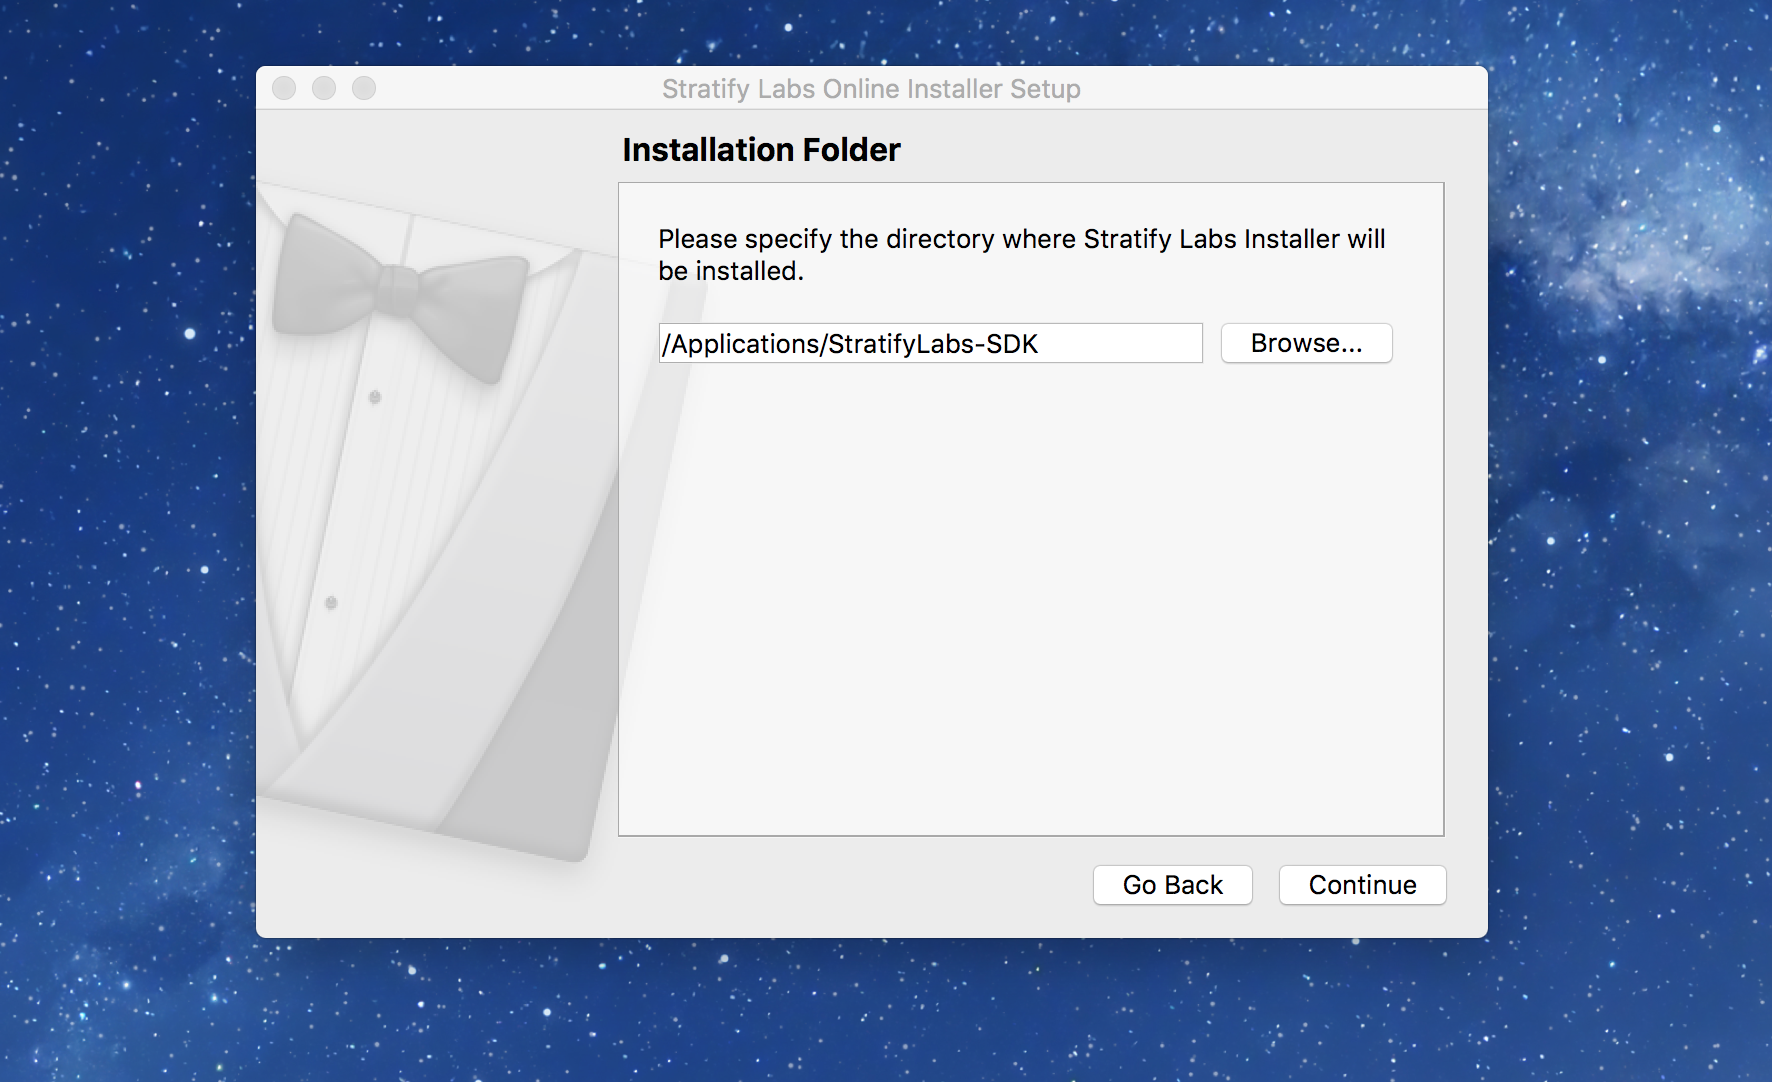 Stratify Labs Online Installer Setup
Installation Folder
Please specify the directory where Stratify Labs Installer will
be installed.
/Applications/StratifyLabs-SDK
Browse...
Go Back
Continue